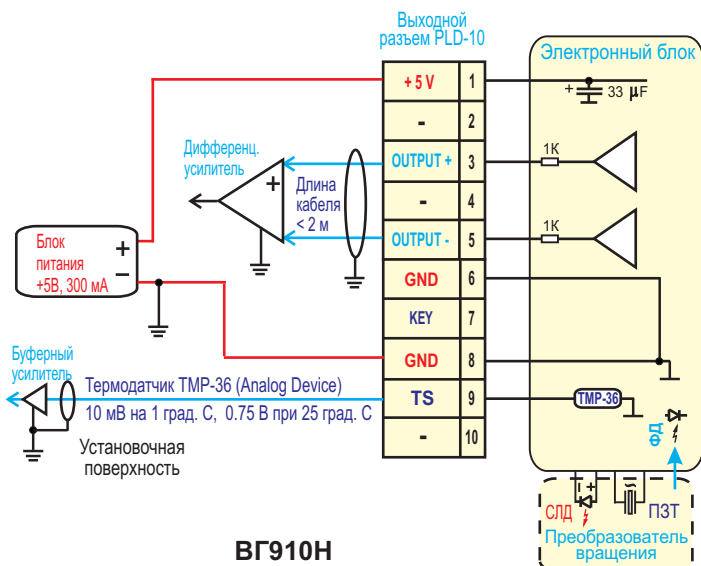 Выходной
разъем PLD-10
Электронный блок
+ 5 V 1
- 2
OUTPUT + 3
- 4
OUTPUT - 5
GND 6
KEY 7
GND 8
TS 9
- 10
+ 33 µF
1К
1К
TMP-36
ФД
СЛД
- +
ПЗТ
Преобразователь
вращения
Дифференц.
усилитель
+
Длина
кабеля
< 2 м
Блок
питания
+5В, 300 мА
+
−
Буферный
усилитель
Термодатчик TMP-36 (Analog Device)
10 мВ на 1 град. С, 0.75 В при 25 град. С
Установочная
поверхность
ВГ910Н